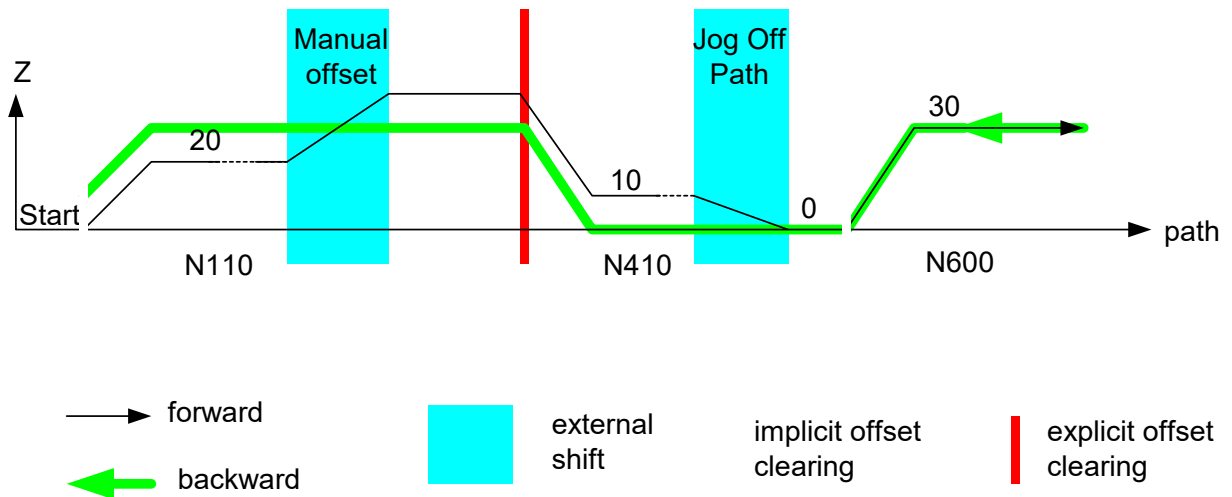 Manual
offset
Jog Off
Path
Z
20
30
10
0
Start
path
N110
N410
N600
forward
external
shift
implicit offset
clearing
explicit offset
clearing
backward